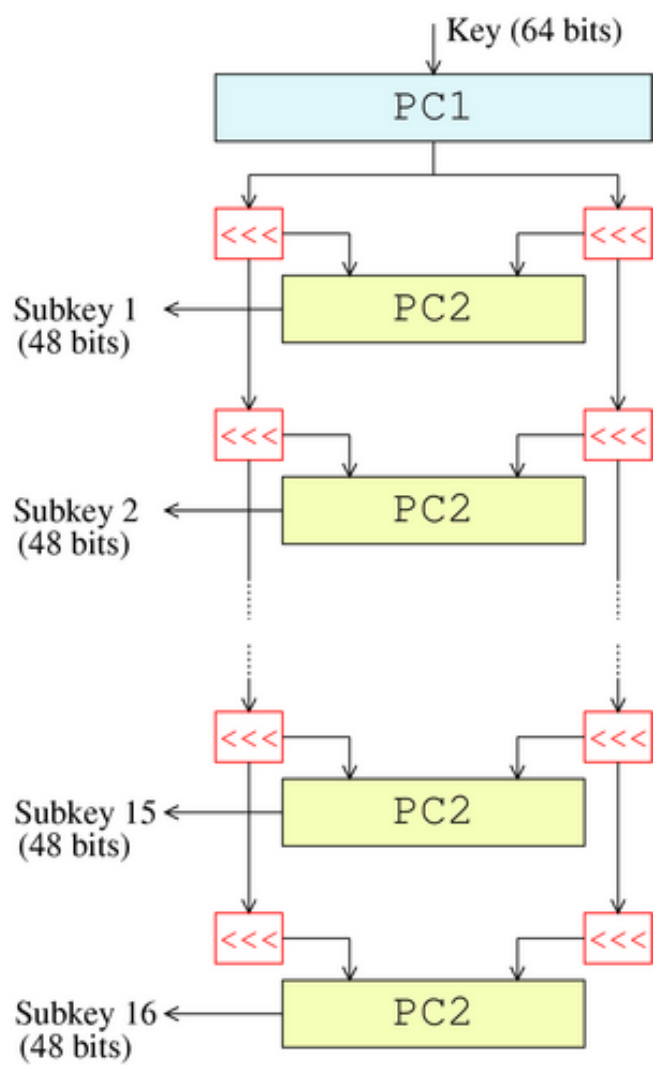 Key (64 bits)
PC1
<<< <<<
PC2
Subkey 1
(48 bits)
<<< <<<
PC2
Subkey 2
(48 bits)
<<< <<<
PC2
Subkey 15
(48 bits)
<<< <<<
PC2
Subkey 16
(48 bits)